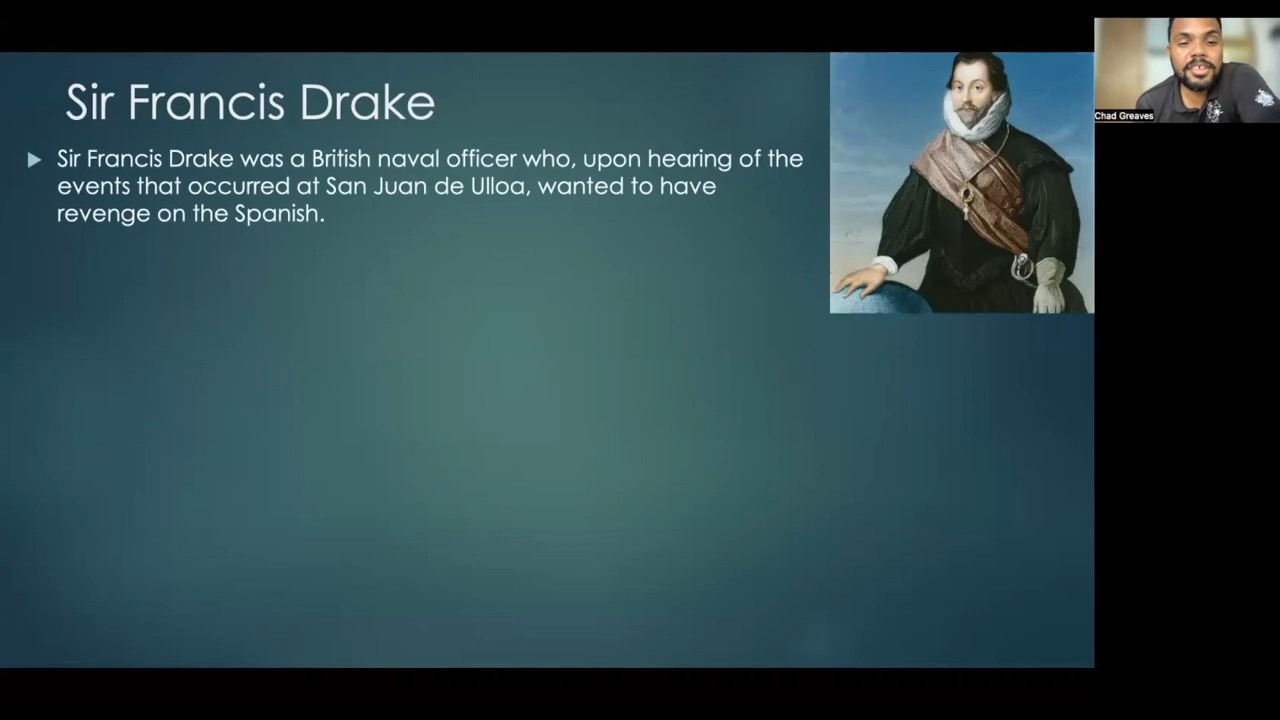 Sir Francis Drake
Sir Francis Drake was a British naval officer who, upon hearing of the
events that occurred at San Juan de Ulloa, wanted to have
revenge on the Spanish.
Chad Greaves